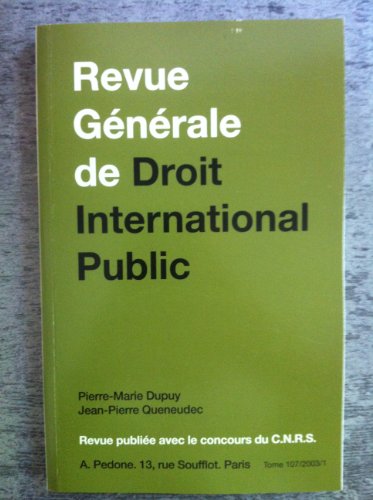 Revue
Générale
de Droit
International
Public
Pierre-Marie Dupuy
Jean-Pierre Queneudec
Revue publiée avec le concours du C.N.R.S.
A. Pedone. 13, rue Soufflot. Paris Tome 107/2003/1